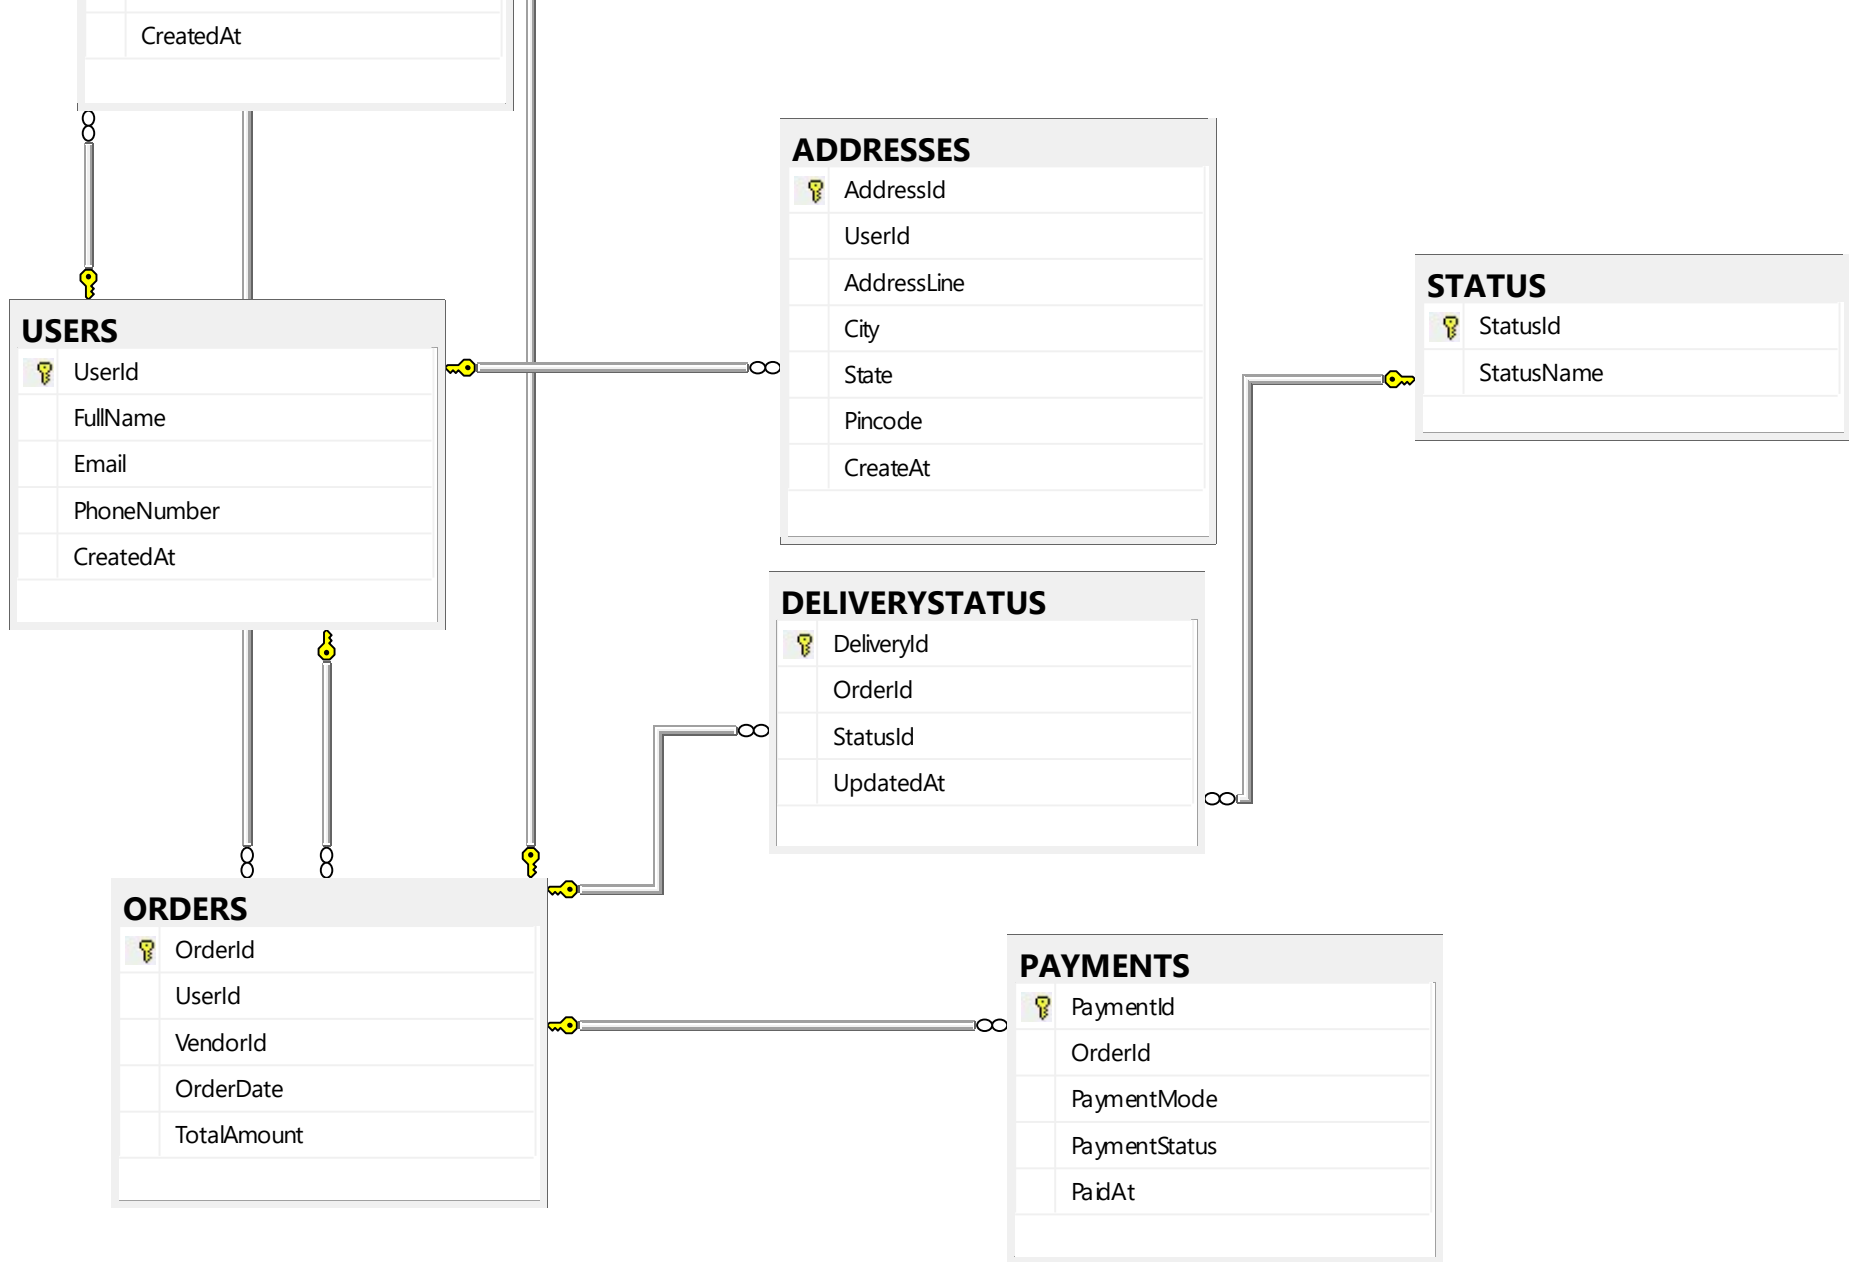 CreatedAt
ADDRESSES
AddressId
UserId
AddressLine
City
State
Pincode
CreateAt
STATUS
StatusId
StatusName
USERS
UserId
FullName
Email
PhoneNumber
CreatedAt
DELIVERYSTATUS
DeliveryId
OrderId
StatusId
UpdatedAt
ORDERS
OrderId
UserId
VendorId
OrderDate
TotalAmount
PAYMENTS
PaymentId
OrderId
PaymentMode
PaymentStatus
PaidAt